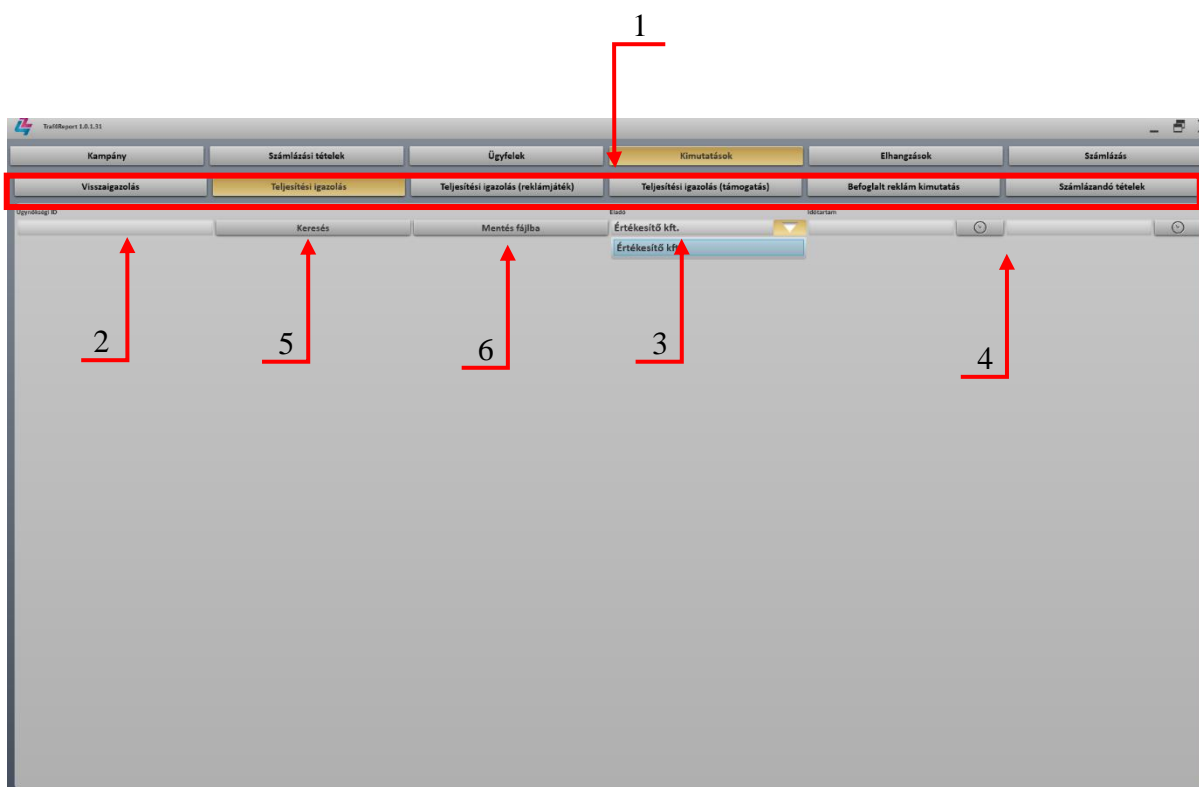 1
TraffiReport 1.0.1.51
Kampány Számlázási tételek Ügyfelek Kimutatások Elhangzások Számlázás
Visszaigazolás Teljesítési igazolás Teljesítési igazolás (reklámjáték) Teljesítési igazolás (támogatás) Befoglalt reklám kimutatás Számlázandó tételek
Ügynökségi ID Eladó Időtartam
Keresés Mentés fájlba Értékesítő kft.
Értékesítő kft.
2 5 6 3 4